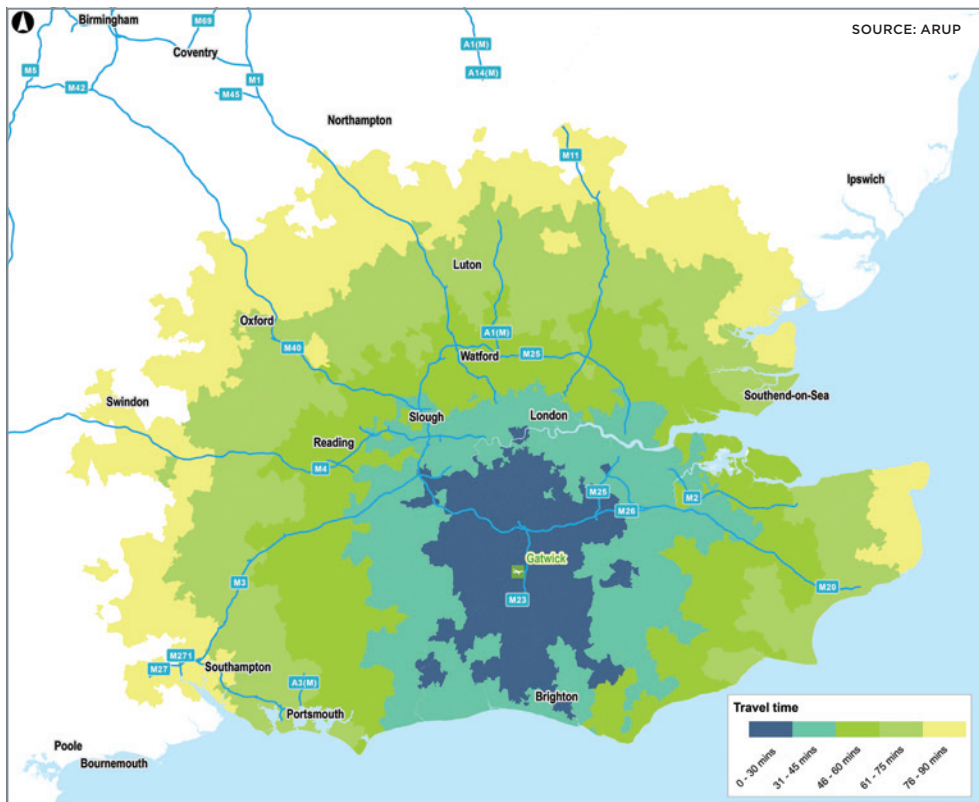 Birmingham
M69
SOURCE: ARUP
Coventry
A1(M)
M5
M1
A14(M)
M42
M45
Northampton
M11
Ipswich
Luton
Oxford
A1(M)
M40
Watford
M25
Swindon
Southend-on-Sea
Slough
London
Reading
M4
M25
M2
M26
Gatwick
M3
M23
M20
M271
M27
Southampton
A3(M)
Brighton
Portsmouth
Poole
Bournemouth
Travel time
0 - 30 mins
31 - 45 mins
46 - 60 mins
61 - 75 mins
76 - 90 mins